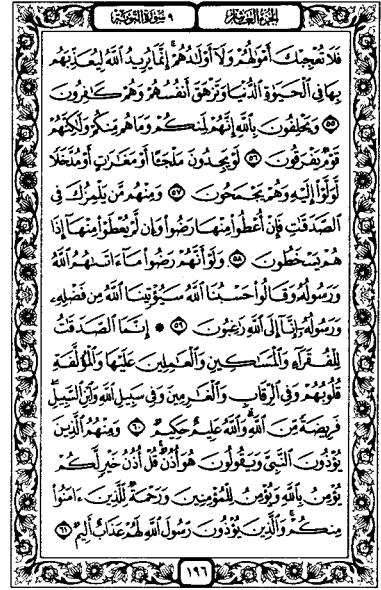 الجزء العاشر
٩ سورة التوبة
فَلَا تُعْجِبْكَ أَمْوَٰلُهُمْ وَلَآ أَوْلَٰدُهُمْ ۚ إِنَّمَا يُرِيدُ ٱللَّهُ لِيُعَذِّبَهُم
بِهَا فِى ٱلْحَيَوٰةِ ٱلدُّنْيَا وَتَزْهَقَ أَنفُسُهُمْ وَهُمْ كَٰفِرُونَ
٥٥ وَيَحْلِفُونَ بِٱللَّهِ إِنَّهُمْ لَمِنكُمْ وَمَا هُم مِّنكُمْ وَلَٰكِنَّهُمْ
قَوْمٌ يَفْرَقُونَ ٥٦ لَوْ يَجِدُونَ مَلْجَـًٔا أَوْ مَغَٰرَٰتٍ أَوْ مُدَّخَلًا
لَّوَلَّوْا۟ إِلَيْهِ وَهُمْ يَجْمَحُونَ ٥٧ وَمِنْهُم مَّن يَلْمِزُكَ فِى
ٱلصَّدَقَٰتِ فَإِنْ أُعْطُوا۟ مِنْهَا رَضُوا۟ وَإِن لَّمْ يُعْطَوْا۟ مِنْهَآ إِذَا
هُمْ يَسْخَطُونَ ٥٨ وَلَوْ أَنَّهُمْ رَضُوا۟ مَآ ءَاتَىٰهُمُ ٱللَّهُ
وَرَسُولُهُۥ وَقَالُوا۟ حَسْبُنَا ٱللَّهُ سَيُؤْتِينَا ٱللَّهُ مِن فَضْلِهِۦ
وَرَسُولُهُۥٓ إِنَّآ إِلَى ٱللَّهِ رَٰغِبُونَ ٥٩ ۞ إِنَّمَا ٱلصَّدَقَٰتُ
لِلْفُقَرَآءِ وَٱلْمَسَٰكِينِ وَٱلْعَٰمِلِينَ عَلَيْهَا وَٱلْمُؤَلَّفَةِ
قُلُوبُهُمْ وَفِى ٱلرِّقَابِ وَٱلْغَٰرِمِينَ وَفِى سَبِيلِ ٱللَّهِ وَٱبْنِ ٱلسَّبِيلِ ۖ
فَرِيضَةً مِّنَ ٱللَّهِ ۗ وَٱللَّهُ عَلِيمٌ حَكِيمٌ ٦٠ وَمِنْهُمُ ٱلَّذِينَ
يُؤْذُونَ ٱلنَّبِىَّ وَيَقُولُونَ هُوَ أُذُنٌ ۚ قُلْ أُذُنُ خَيْرٍ لَّكُمْ
يُؤْمِنُ بِٱللَّهِ وَيُؤْمِنُ لِلْمُؤْمِنِينَ وَرَحْمَةٌ لِّلَّذِينَ ءَامَنُوا۟
مِنكُمْ ۚ وَٱلَّذِينَ يُؤْذُونَ رَسُولَ ٱللَّهِ لَهُمْ عَذَابٌ أَلِيمٌ ٦١
١٩٦